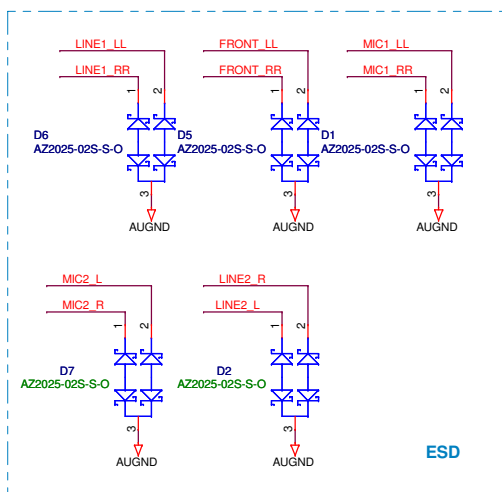 LINE1_LL FRONT_LL MIC1_LL
LINE1_RR FRONT_RR MIC1_RR
1 2 1 2 1 2
D6 D5 D1
AZ2025-02S-S-O AZ2025-02S-S-O AZ2025-02S-S-O
3 3 3
AUGND AUGND AUGND
MIC2_L LINE2_R
MIC2_R LINE2_L
1 2 1 2
D7 D2
AZ2025-02S-S-O AZ2025-02S-S-O
3 3
AUGND AUGND
ESD